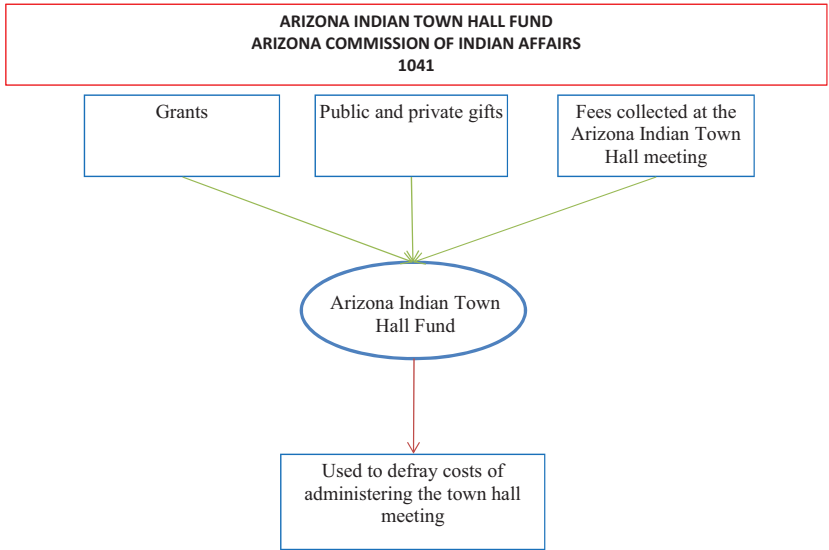 ARIZONA INDIAN TOWN HALL FUND
ARIZONA COMMISSION OF INDIAN AFFAIRS
1041
Grants
Public and private gifts
Fees collected at the
Arizona Indian Town
Hall meeting
Arizona Indian Town
Hall Fund
Used to defray costs of
administering the town hall
meeting